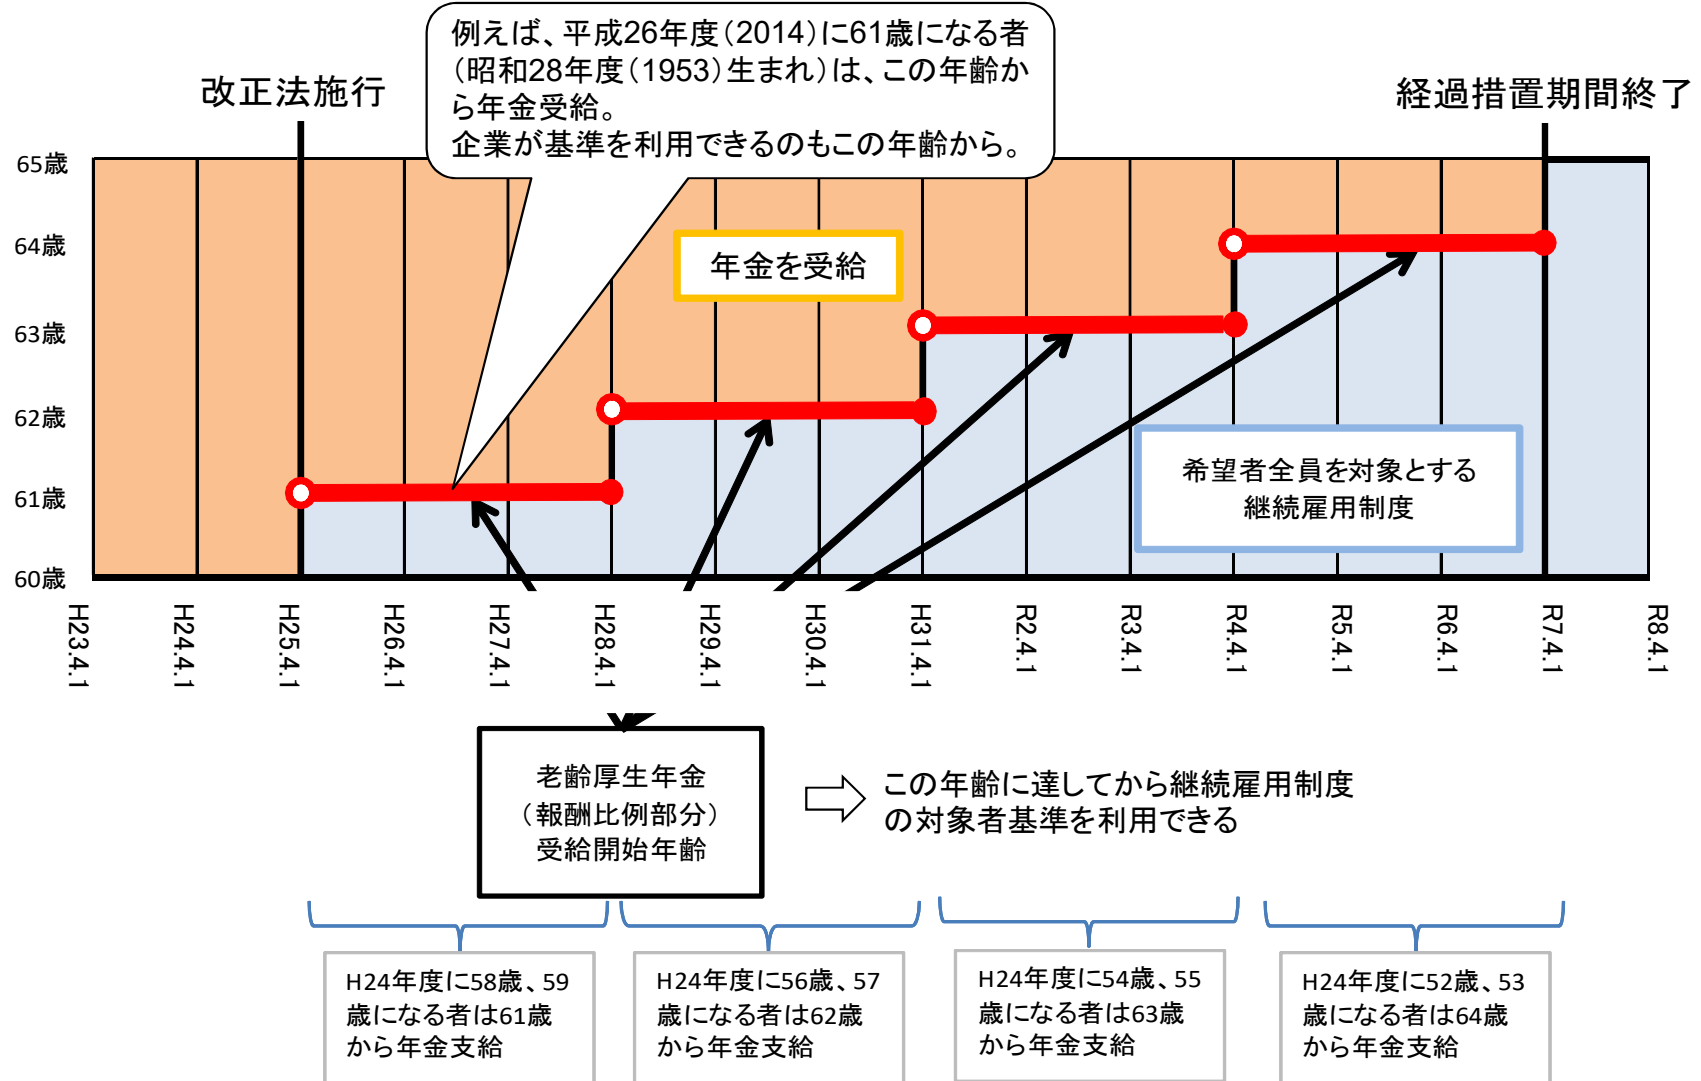 例えば、平成26年度（2014）に61歳になる者
（昭和28年度（1953）生まれ）は、この年齢か
ら年金受給。
企業が基準を利用できるのもこの年齢から。
改正法施行
経過措置期間終了
65歳
64歳
63歳
62歳
61歳
60歳
年金を受給
希望者全員を対象とする
継続雇用制度
H23.4.1
H24.4.1
H25.4.1
H26.4.1
H27.4.1
H28.4.1
H29.4.1
H30.4.1
H31.4.1
R2.4.1
R3.4.1
R4.4.1
R5.4.1
R6.4.1
R7.4.1
R8.4.1
老齢厚生年金
（報酬比例部分）
受給開始年齢
この年齢に達してから継続雇用制度
の対象者基準を利用できる
H24年度に58歳、59
歳になる者は61歳
から年金支給
H24年度に56歳、57
歳になる者は62歳
から年金支給
H24年度に54歳、55
歳になる者は63歳
から年金支給
H24年度に52歳、53
歳になる者は64歳
から年金支給